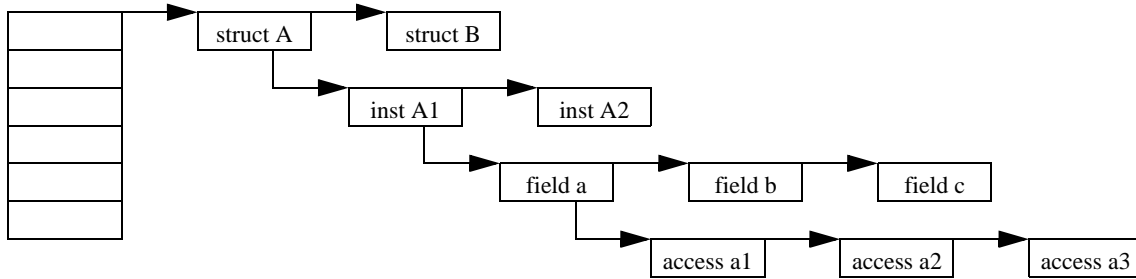 struct A
struct B
inst A1
inst A2
field a
field b
field c
access a1
access a2
access a3